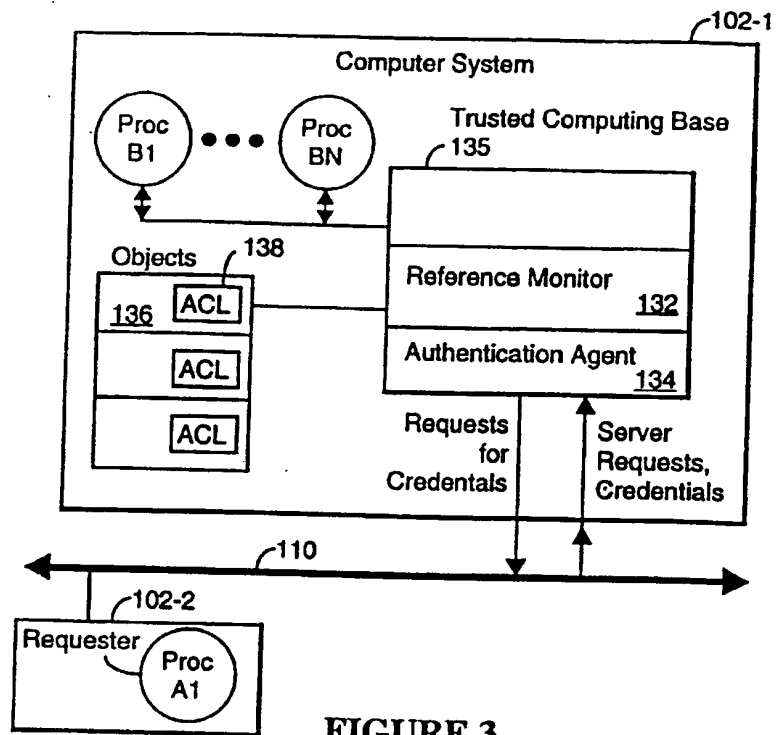 102-1
Computer System
Proc
B1
Proc
BN
Trusted Computing Base
135
Objects
138
136
ACL
ACL
ACL
Reference Monitor
132
Authentication Agent
134
Requests
for
Credentals
Server
Requests,
Credentials
110
102-2
Requester
Proc
A1
FIGURE 3